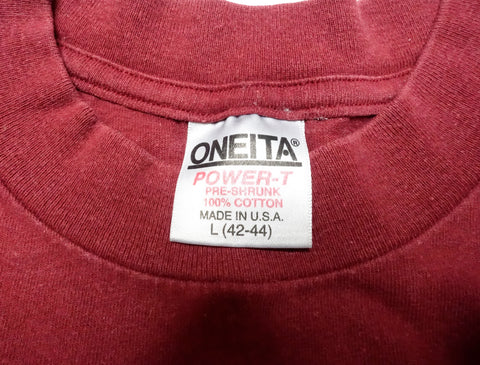 ONEITA®
POWER-T
PRE-SHRUNK
100% COTTON
MADE IN U.S.A.
L (42-44)